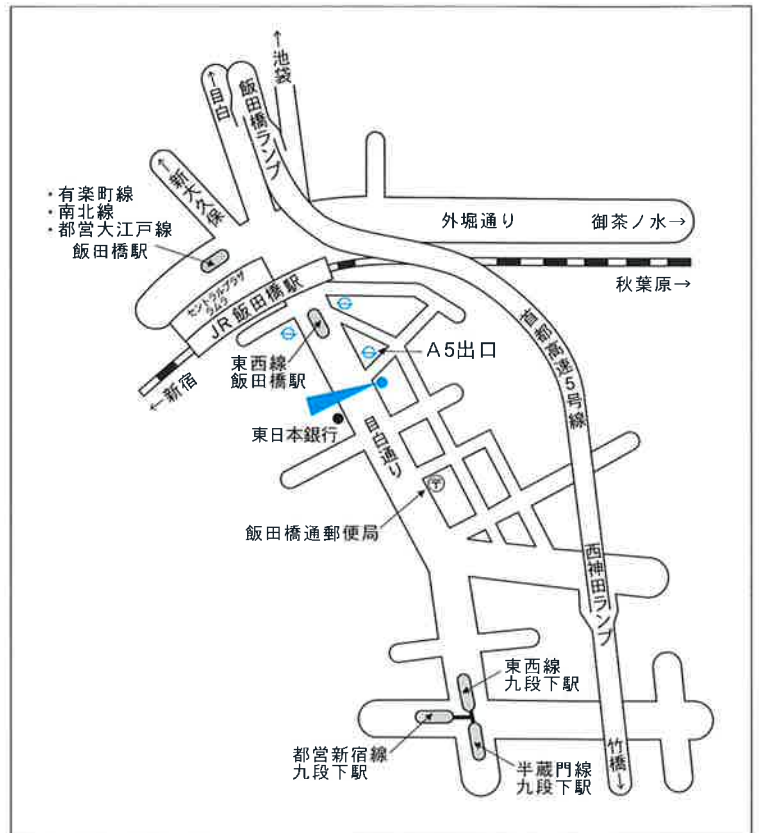 ↑池袋
↑目白
飯田橋ランプ
↑新大久保
・有楽町線
・南北線
・都営大江戸線
飯田橋駅
外堀通り
御茶ノ水→
セントラルプラザ
ラムラ
JR飯田橋駅
秋葉原→
←新宿
東西線
飯田橋駅
A5出口
首都高速5号線
東日本銀行
目白通り
〒
飯田橋通郵便局
西神田ランプ
東西線
九段下駅
都営新宿線
九段下駅
半蔵門線
九段下駅
竹橋→